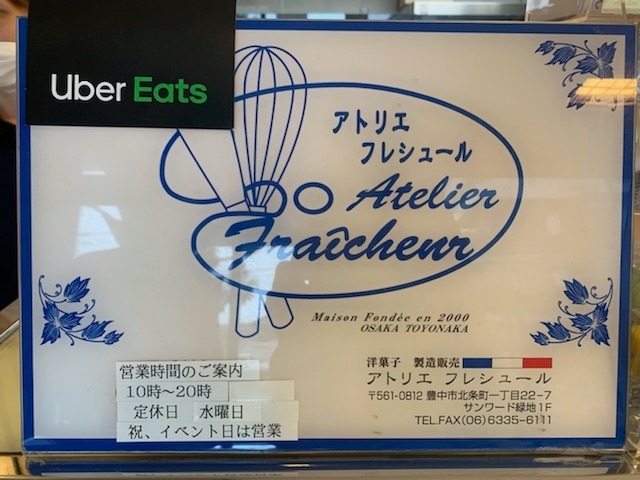 Uber Eats
アトリエ
フレシュール
Atelier
Fraîcheur
Maison Fondée en 2000
OSAKA TOYONAKA
営業時間のご案内
10時～20時
定休日 水曜日
祝、イベント日は営業
洋菓子 製造販売
アトリエ フレシュール
〒561-0812 豊中市北条町一丁目22-7
サンワード緑地1F
TEL.FAX(06)6335-6111